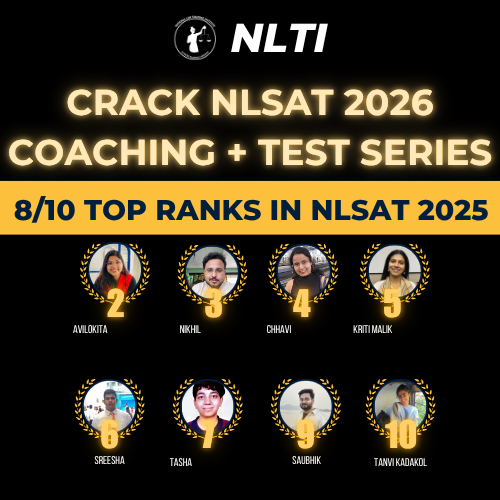 NLTI
CRACK NLSAT 2026
COACHING + TEST SERIES
8/10 TOP RANKS IN NLSAT 2025
2 3 4 5
AVILOKITA NIKHIL CHHAVI KRITI MALIK
6 7 9 10
SREESHA TASHA SAUBHIK TANVI KADAKOL